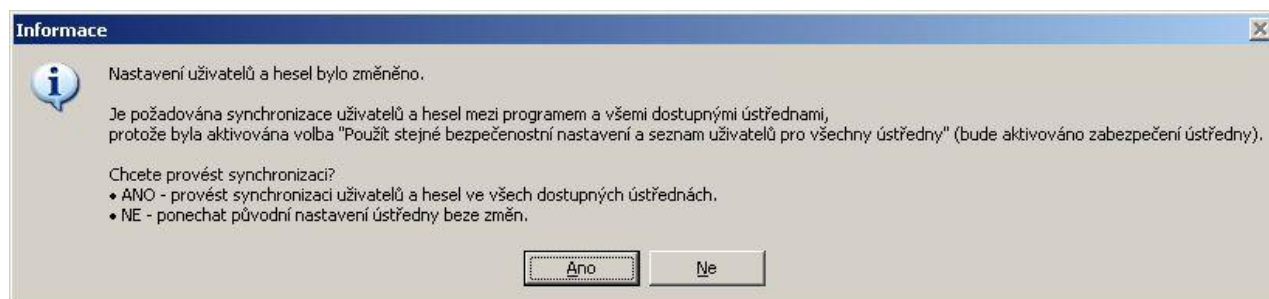 Informace
Nastavení uživatelů a hesel bylo změněno.
Je požadována synchronizace uživatelů a hesel mezi programem a všemi dostupnými ústřednami,
protože byla aktivována volba "Použít stejné bezpečenostní nastavení a seznam uživatelů pro všechny ústředny" (bude aktivováno zabezpečení ústředny).
Chcete provést synchronizaci?
• ANO - provést synchronizaci uživatelů a hesel ve všech dostupných ústřednách.
• NE - ponechat původní nastavení ústředny beze změn.
Ano Ne